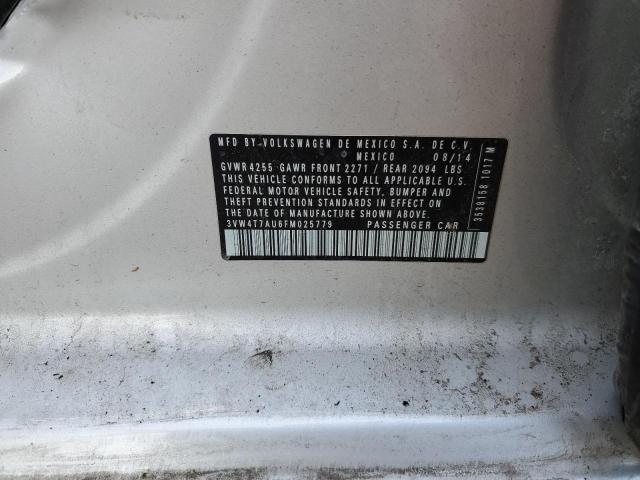 MFD BY VOLKSWAGEN DE MEXICO S.A. DE C.V.
MEXICO 08/14
GVWR 4255 GAWR FRONT 2271 / REAR 2094 LBS
THIS VEHICLE CONFORMS TO ALL APPLICABLE U.S.
FEDERAL MOTOR VEHICLE SAFETY, BUMPER AND
THEFT PREVENTION STANDARDS IN EFFECT ON THE
DATE OF MANUFACTURE SHOWN ABOVE.
3VW4T7AU6FM025779 PASSENGER CAR
3538158 1017 M